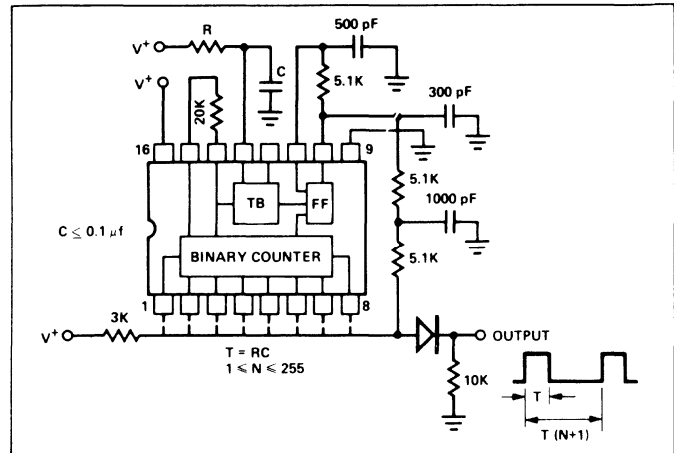 500 pF
R
V+
C
5.1K
300 pF
V+
20K
16
9
5.1K
TB
FF
1000 pF
C ≤ 0.1 μf
BINARY COUNTER
5.1K
1
8
3K
V+
OUTPUT
T = RC
1 ≤ N ≤ 255
10K
T
T (N+1)